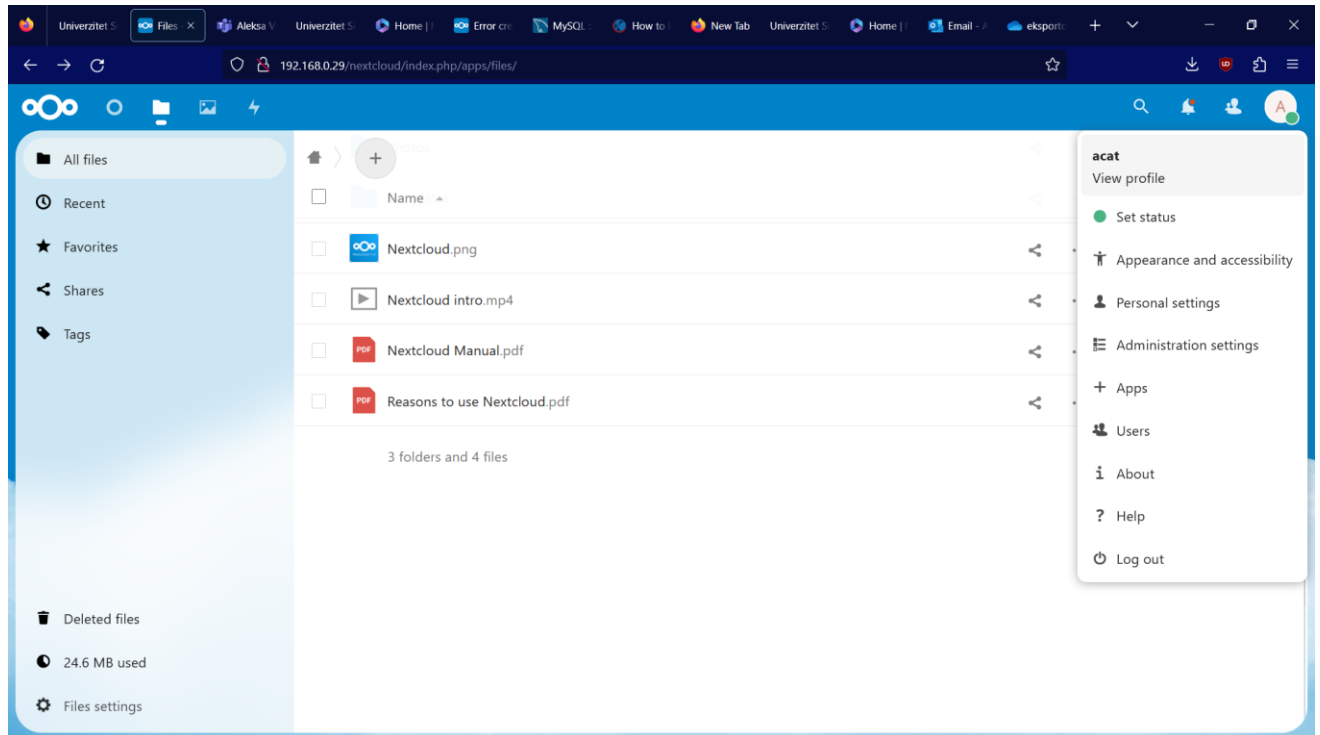 Univerzitet S
Files
Aleksa V
Univerzitet S
Home |
Error cre
MySQL ::
How to
New Tab
Univerzitet S
Home |
Email - A
eksporto
192.168.0.29/nextcloud/index.php/apps/files/
A
All files
Recent
Favorites
Shares
Tags
Deleted files
24.6 MB used
Files settings
Name
Nextcloud.png
Nextcloud intro.mp4
PDF Nextcloud Manual.pdf
PDF Reasons to use Nextcloud.pdf
3 folders and 4 files
acat
View profile
Set status
Appearance and accessibility
Personal settings
Administration settings
Apps
Users
About
Help
Log out